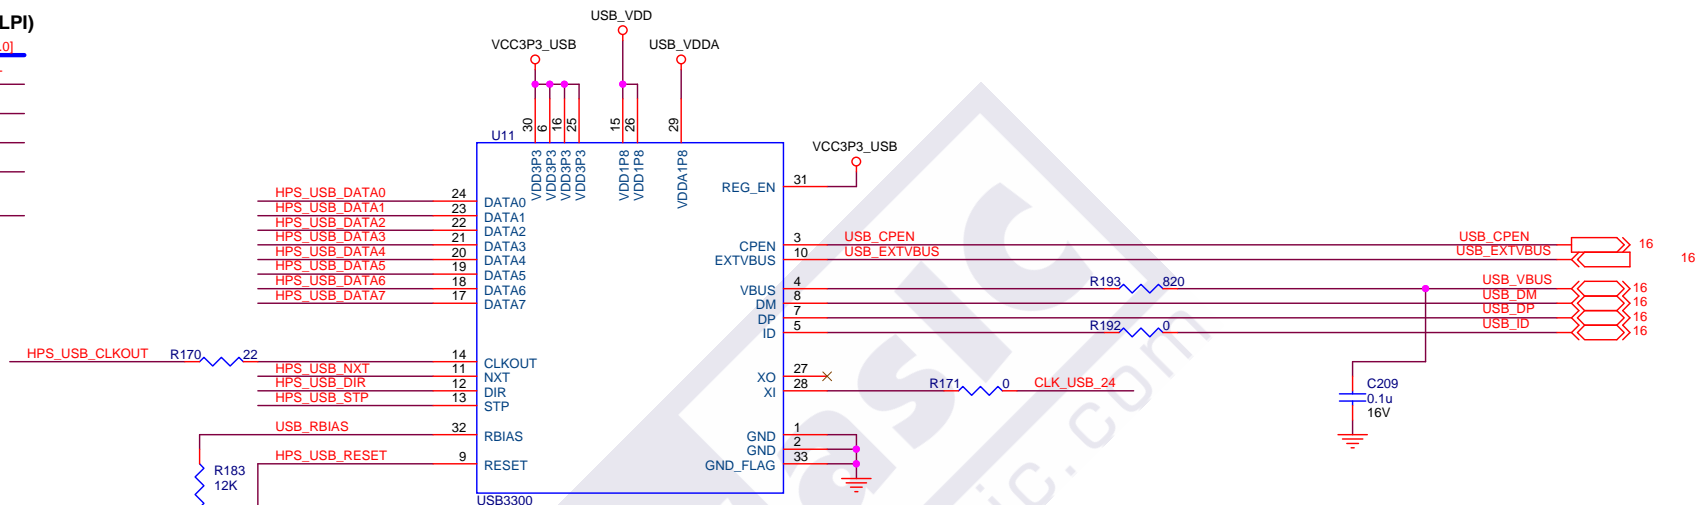 LPI)
.0]
USB_VDD
VCC3P3_USB
USB_VDDA
30
6
16
25
15
26
29
U11
VDD3P3
VDD3P3
VDD3P3
VDD3P3
VDD1P8
VDD1P8
VDDA1P8
VCC3P3_USB
REG_EN 31
HPS_USB_DATA0 24 DATA0
HPS_USB_DATA1 23 DATA1
HPS_USB_DATA2 22 DATA2
HPS_USB_DATA3 21 DATA3
HPS_USB_DATA4 20 DATA4
HPS_USB_DATA5 19 DATA5
HPS_USB_DATA6 18 DATA6
HPS_USB_DATA7 17 DATA7
CPEN 3 USB_CPEN USB_CPEN 16
EXTVBUS 10 USB_EXTVBUS USB_EXTVBUS 16
VBUS 4 R193 820 USB_VBUS 16
DM 8 USB_DM 16
DP 7 USB_DP 16
ID 5 R192 0 USB_ID 16
HPS_USB_CLKOUT R170 22 14 CLKOUT
HPS_USB_NXT 11 NXT
HPS_USB_DIR 12 DIR
HPS_USB_STP 13 STP
XO 27
XI 28 R171 0 CLK_USB_24
C209
0.1u
16V
USB_RBIAS 32 RBIAS
HPS_USB_RESET 9 RESET
GND 1
GND 2
GND_FLAG 33
R183
12K
USB3300
asic
ic.com